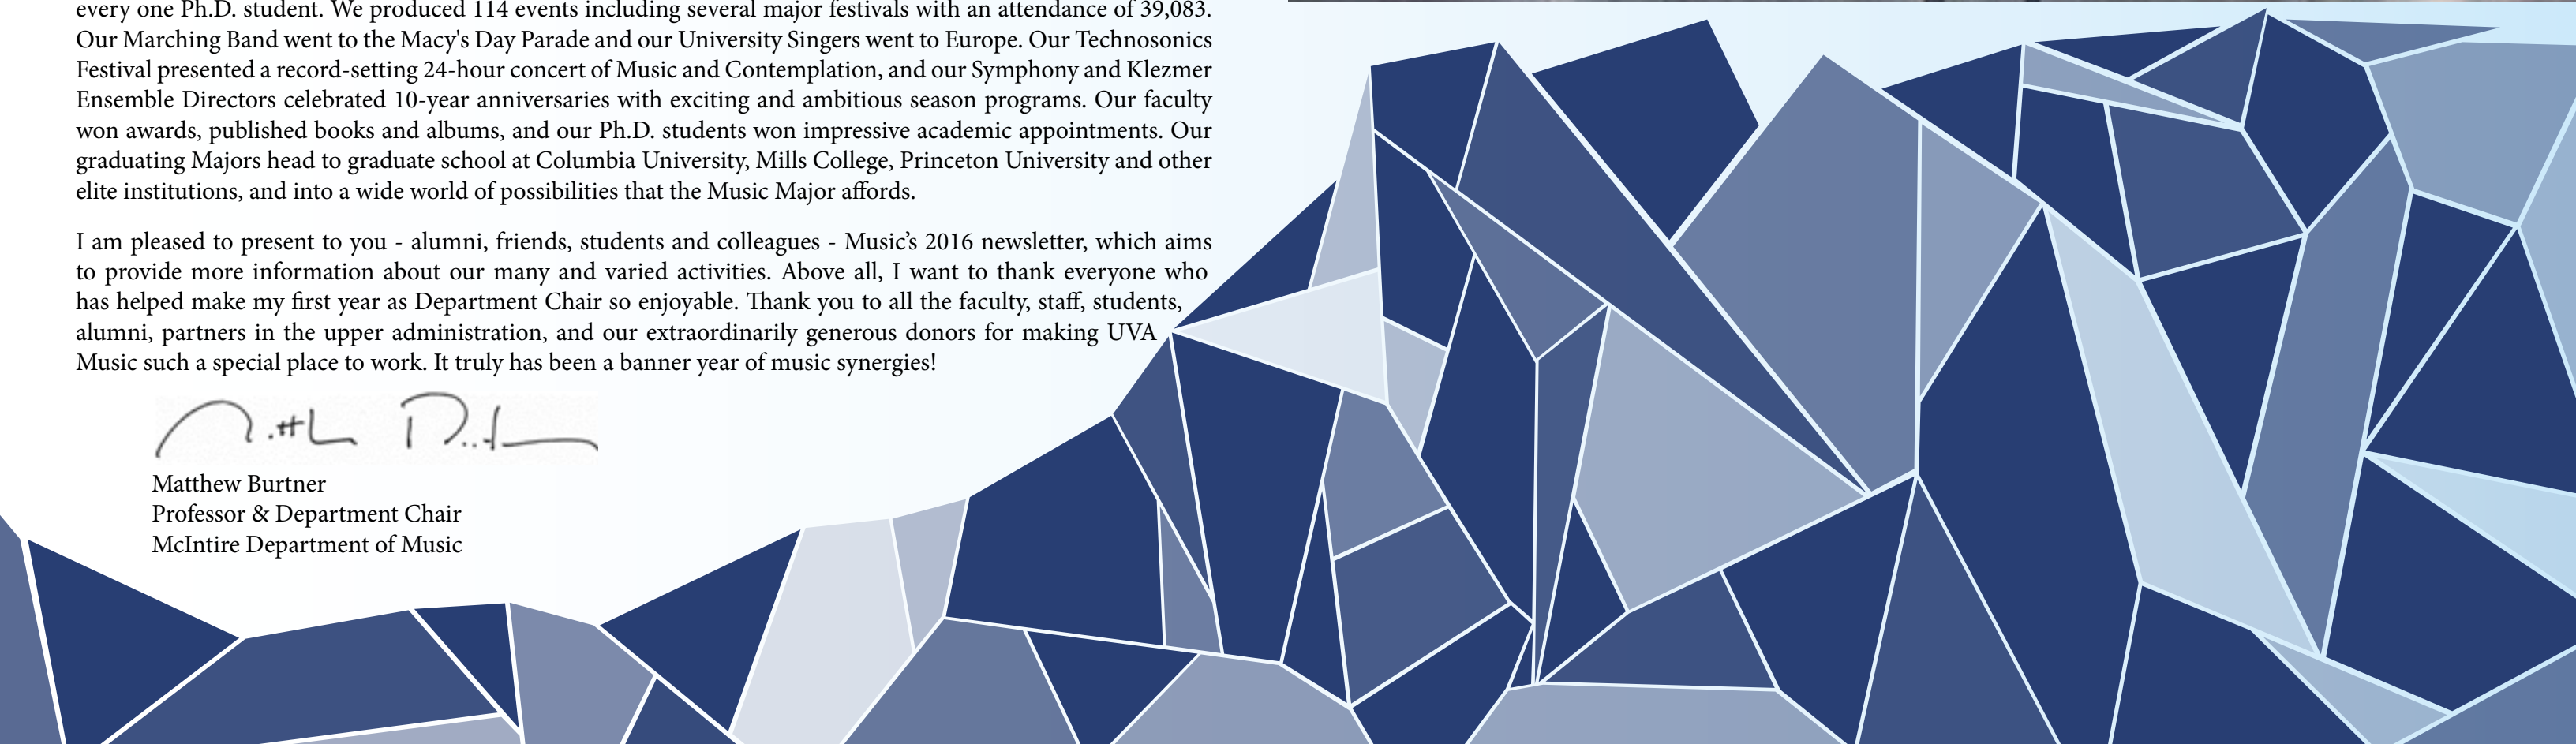 every one Ph.D. student. We produced 114 events including several major festivals with an attendance of 39,083.
Our Marching Band went to the Macy's Day Parade and our University Singers went to Europe. Our Technosonics
Festival presented a record-setting 24-hour concert of Music and Contemplation, and our Symphony and Klezmer
Ensemble Directors celebrated 10-year anniversaries with exciting and ambitious season programs. Our faculty
won awards, published books and albums, and our Ph.D. students won impressive academic appointments. Our
graduating Majors head to graduate school at Columbia University, Mills College, Princeton University and other
elite institutions, and into a wide world of possibilities that the Music Major affords.
I am pleased to present to you - alumni, friends, students and colleagues - Music’s 2016 newsletter, which aims
to provide more information about our many and varied activities. Above all, I want to thank everyone who
has helped make my first year as Department Chair so enjoyable. Thank you to all the faculty, staff, students,
alumni, partners in the upper administration, and our extraordinarily generous donors for making UVA
Music such a special place to work. It truly has been a banner year of music synergies!
Matthew Burtner
Professor & Department Chair
McIntire Department of Music